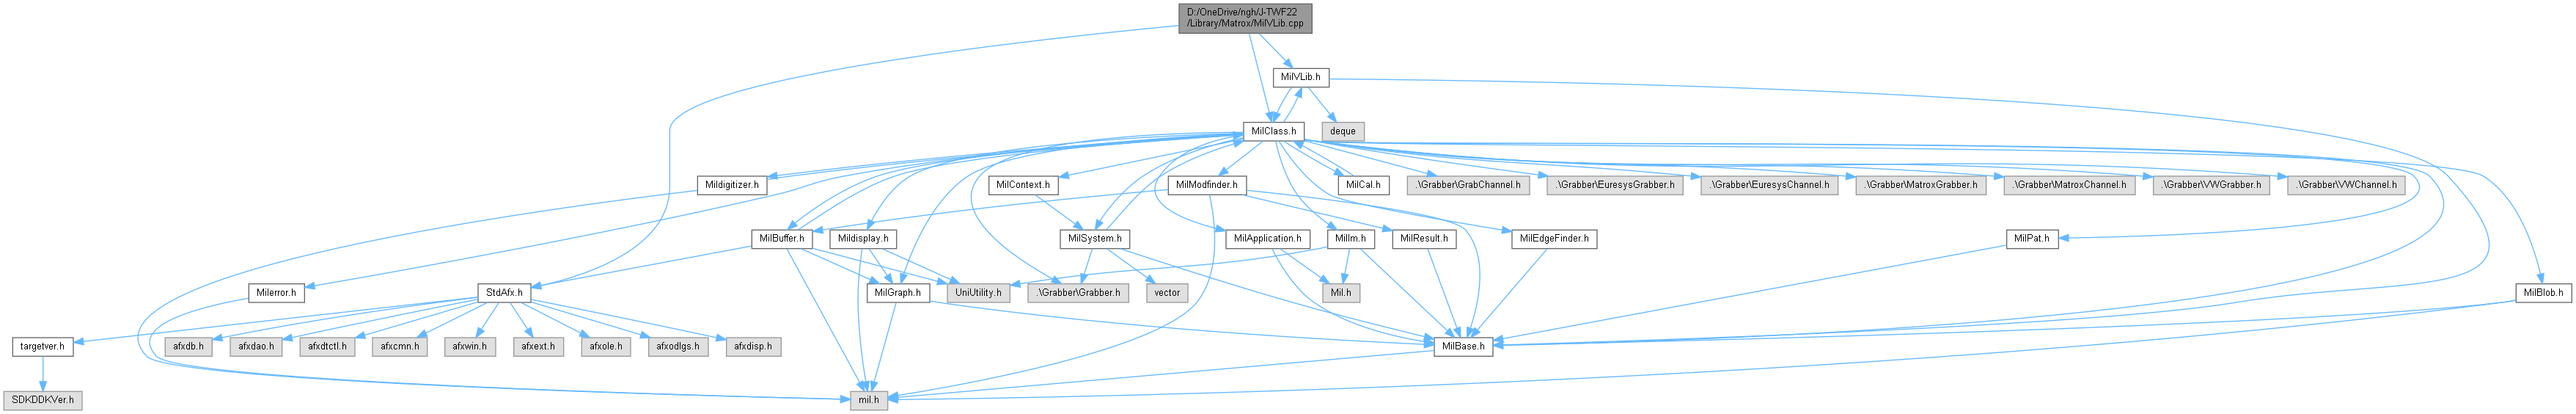 D:/OneDrive/ngh/J-TWF22
/Library/Matrox/MilVLib.cpp
MilVLib.h
MilClass.h
deque
Mildigitizer.h
MilContext.h
MilModfinder.h
MilCal.h
.\Grabber\GrabChannel.h
.\Grabber\EuresysGrabber.h
.\Grabber\EuresysChannel.h
.\Grabber\MatroxGrabber.h
.\Grabber\MatroxChannel.h
.\Grabber\VWGrabber.h
.\Grabber\VWChannel.h
MilBuffer.h
Mildisplay.h
MilSystem.h
MilApplication.h
MilIm.h
MilResult.h
MilEdgeFinder.h
MilPat.h
Milerror.h
StdAfx.h
MilGraph.h
UniUtility.h
.\Grabber\Grabber.h
vector
Mil.h
MilBlob.h
targetver.h
afxdb.h
afxdao.h
afxdtctl.h
afxcmn.h
afxwin.h
afxext.h
afxole.h
afxodlgs.h
afxdisp.h
MilBase.h
SDKDDKVer.h
mil.h